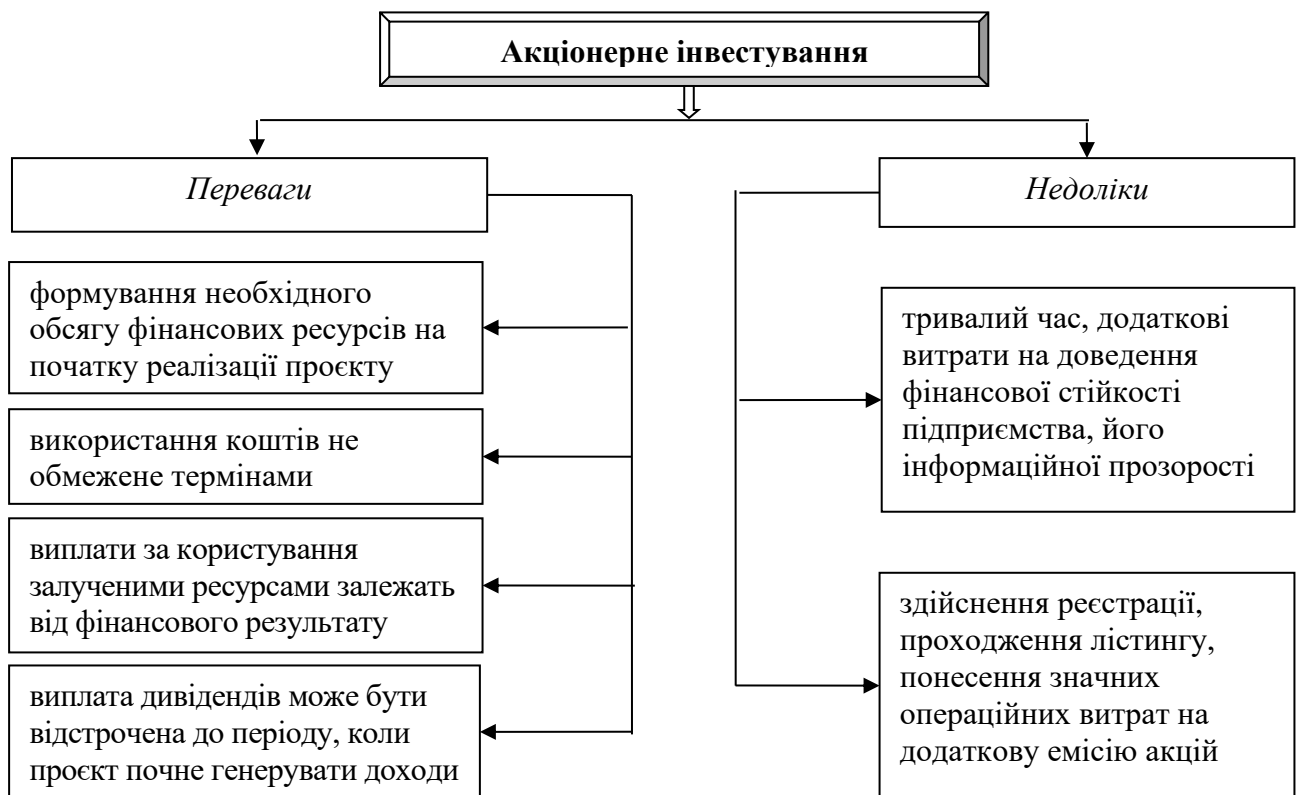 Акціонерне інвестування
Переваги
формування необхідного
обсягу фінансових ресурсів на
початку реалізації проєкту
використання коштів не
обмежене термінами
виплати за користування
залученими ресурсами залежать
від фінансового результату
виплата дивідендів може бути
відстрочена до періоду, коли
проєкт почне генерувати доходи
Недоліки
тривалий час, додаткові
витрати на доведення
фінансової стійкості
підприємства, його
інформаційної прозорості
здійснення реєстрації,
проходження лістингу,
понесення значних
операційних витрат на
додаткову емісію акцій